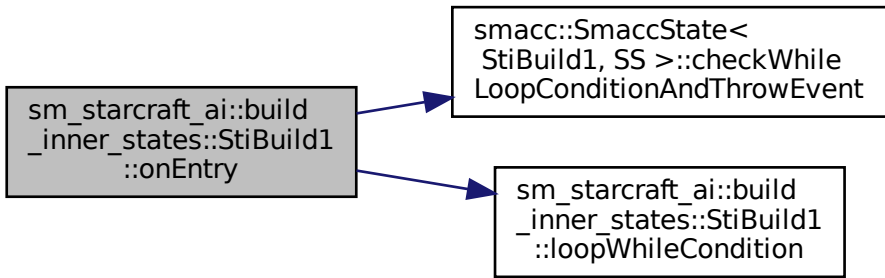 sm_starcraft_ai::build
_inner_states::StiBuild1
::onEntry
smacc::SmaccState<
StiBuild1, SS >::checkWhile
LoopConditionAndThrowEvent
sm_starcraft_ai::build
_inner_states::StiBuild1
::loopWhileCondition